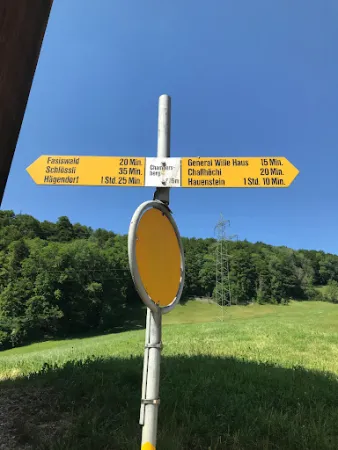 Fasiswald 20 Min.
Schlössli 35 Min.
Hägendorf 1 Std. 25 Min.
General Wille Haus 15 Min.
Challhöchi 20 Min.
Hauenstein 1 Std. 10 Min.